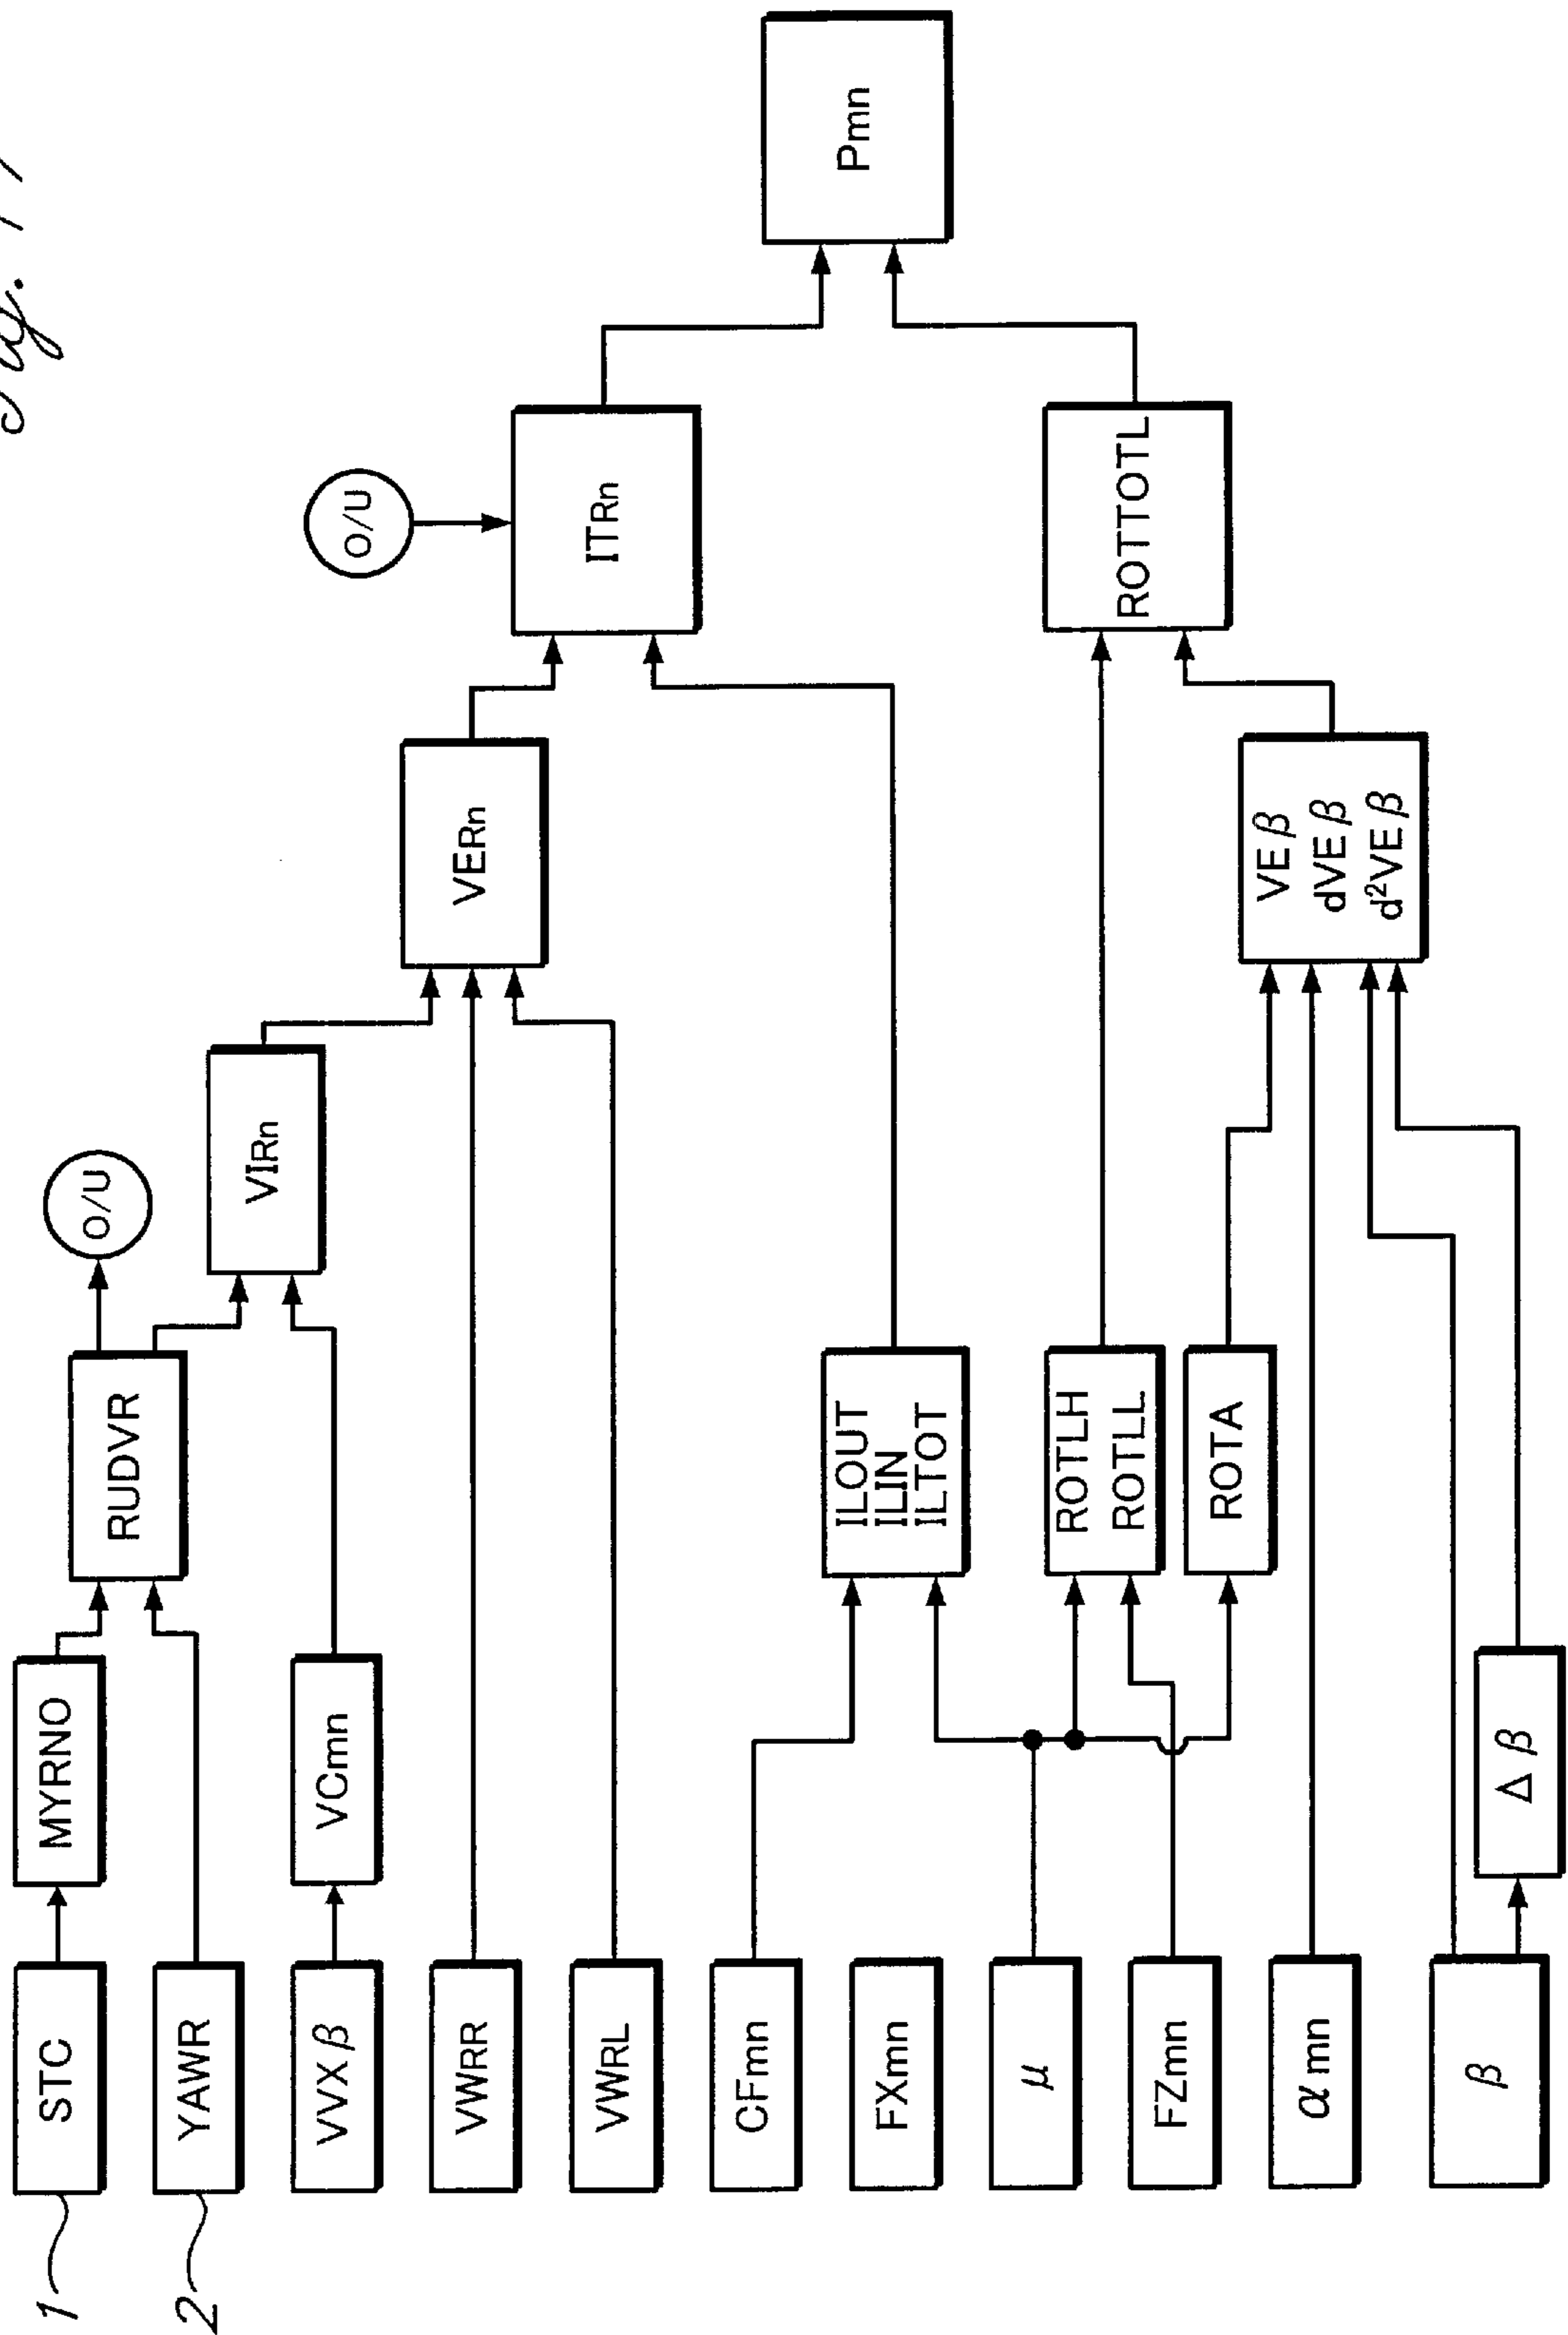 1
STC
MYRNO
RUDVR
O/U
2
YAWR
VVXβ
VCmn
VIRn
VWRR
VERn
VWRL
O/U
ITRn
CFmn
ILOUT
ILIN
ILTOT
FXmn
Pmn
μ
ROTLH
ROTLL
ROTTOTL
FZmn
ROTA
αmn
VEβ
dVEβ
d²VEβ
β
Δβ